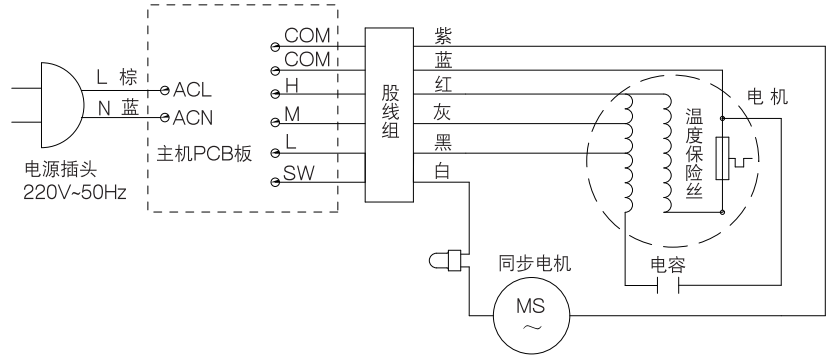 COM 紫
COM 蓝
L 棕
H 红
ACL
电机
N 蓝
M 灰
ACN
股线组
温度保险丝
主机PCB板
L 黑
电源插头
SW 白
220V~50Hz
同步电机
电容
MS
~